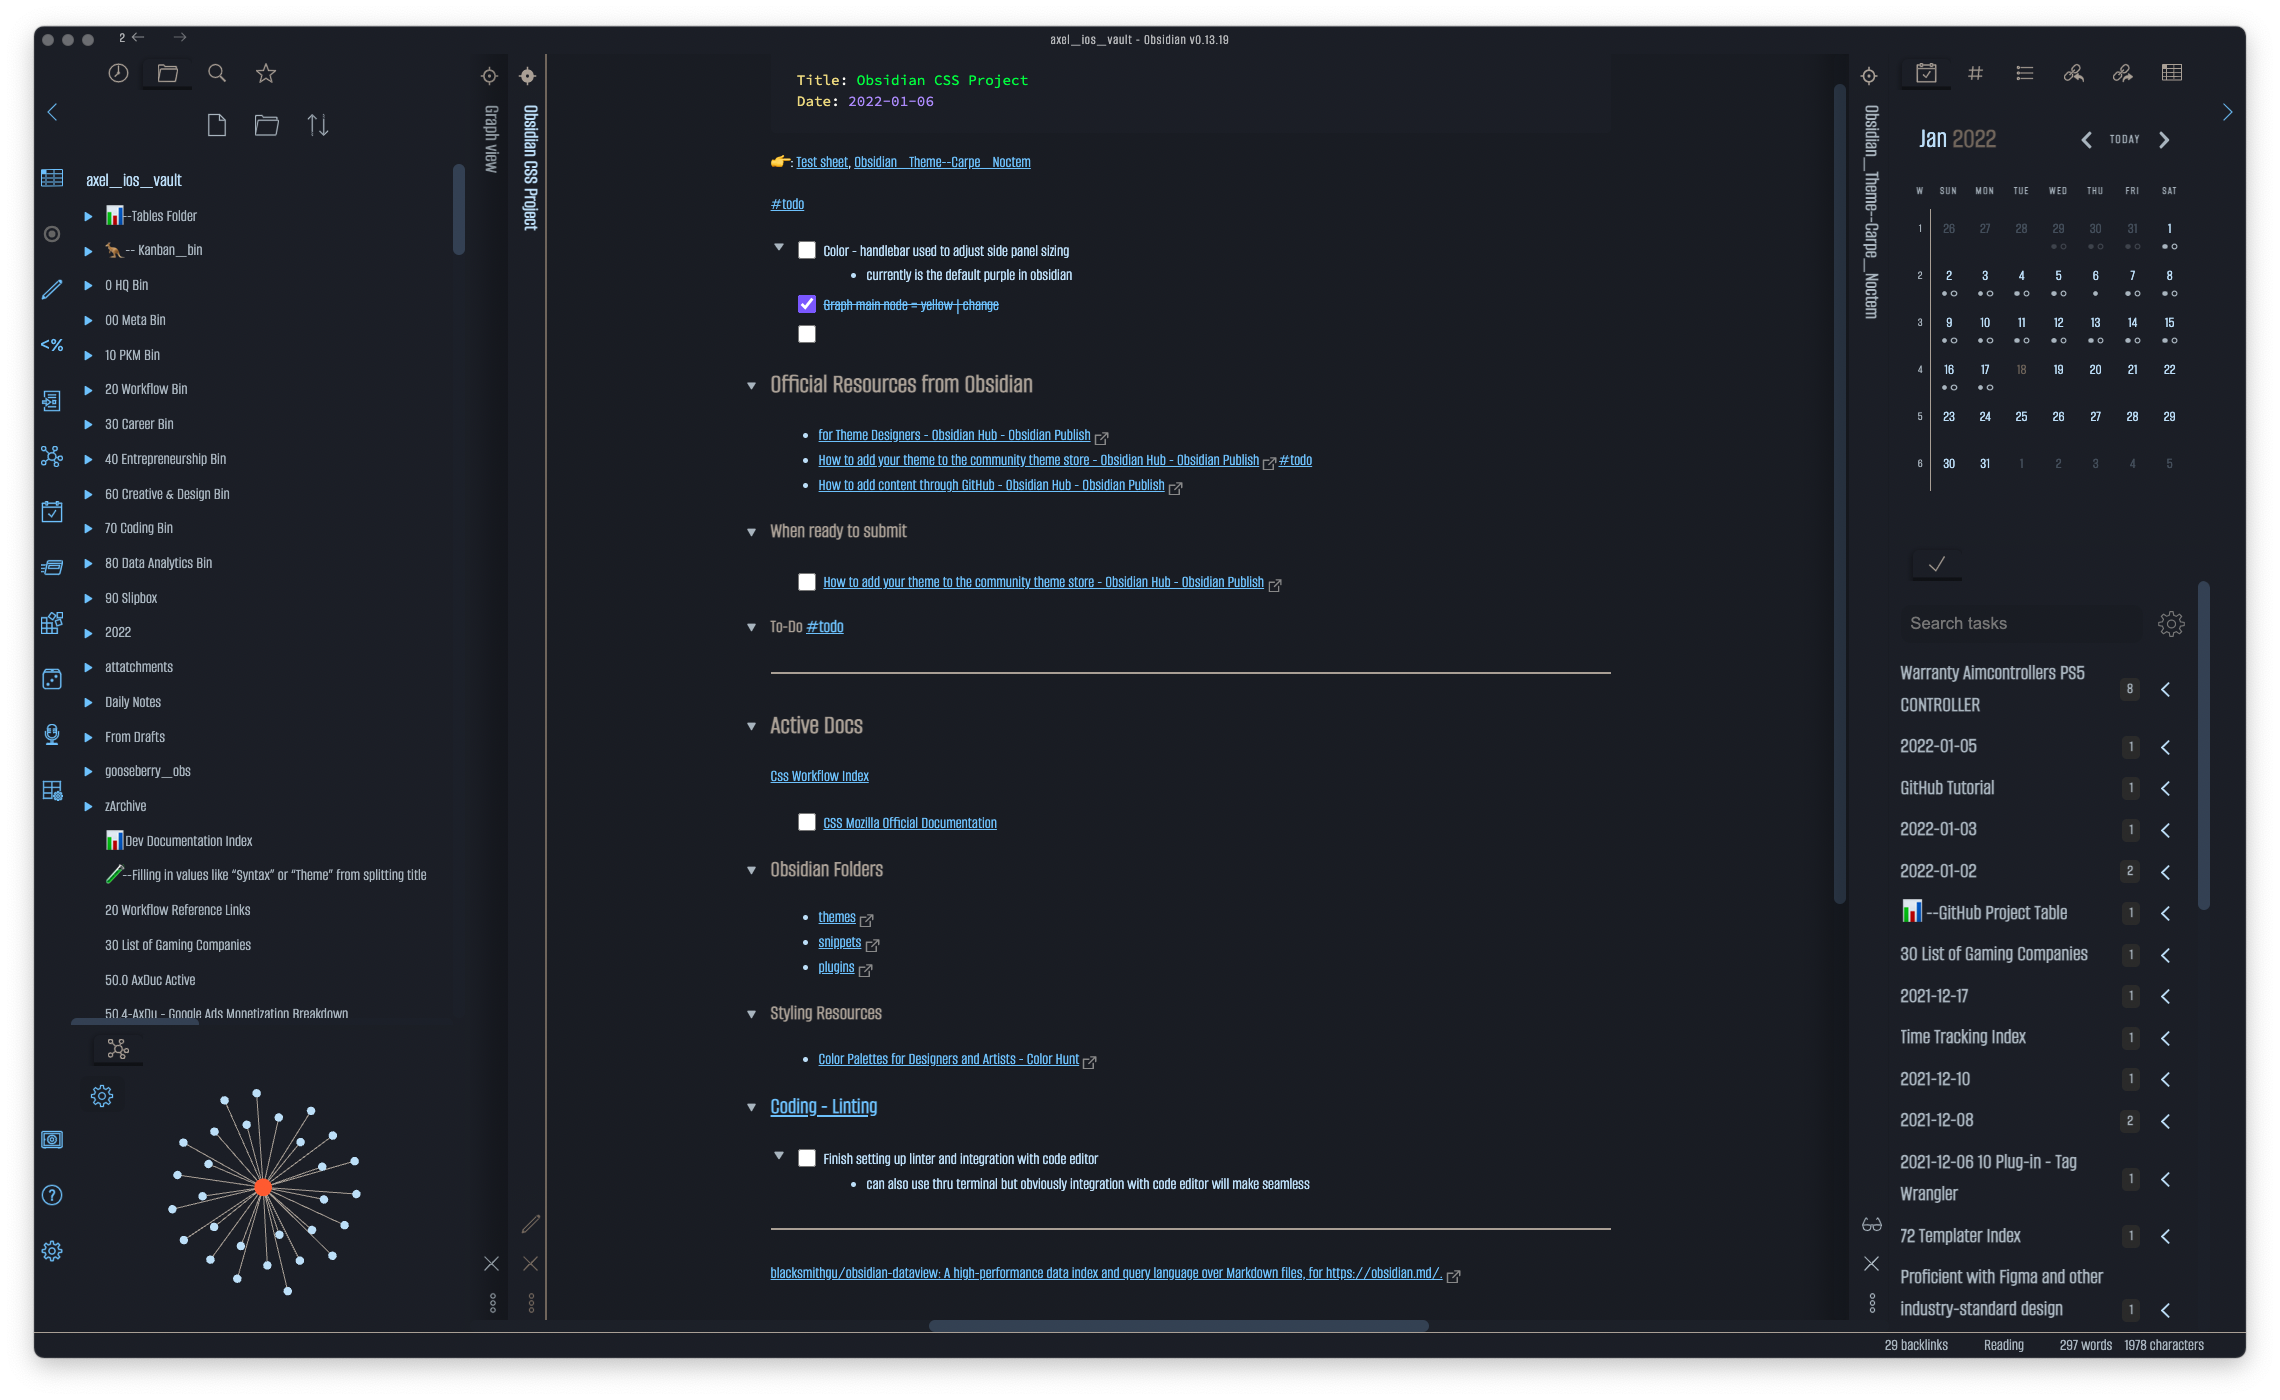 2
axel__ios__vault - Obsidian v0.13.19
axel__ios__vault
--Tables Folder
-- Kanban__bin
0 HQ Bin
00 Meta Bin
10 PKM Bin
20 Workflow Bin
30 Career Bin
40 Entrepreneurship Bin
60 Creative & Design Bin
70 Coding Bin
80 Data Analytics Bin
90 Slipbox
2022
attatchments
Daily Notes
From Drafts
gooseberry__obs
zArchive
Dev Documentation Index
--Filling in values like “Syntax” or “Theme” from splitting title
20 Workflow Reference Links
30 List of Gaming Companies
50.0 AxDuc Active
50.4-AxDu - Google Ads Monetization Breakdown
<%
Graph view
Obsidian CSS Project
Title: Obsidian CSS Project
Date: 2022-01-06
: Test sheet, Obsidian__Theme--Carpe__Noctem
#todo
Color - handlebar used to adjust side panel sizing
currently is the default purple in obsidian
Graph main node = yellow | change
Official Resources from Obsidian
for Theme Designers - Obsidian Hub - Obsidian Publish
How to add your theme to the community theme store - Obsidian Hub - Obsidian Publish #todo
How to add content through GitHub - Obsidian Hub - Obsidian Publish
When ready to submit
How to add your theme to the community theme store - Obsidian Hub - Obsidian Publish
To-Do #todo
Active Docs
Css Workflow Index
CSS Mozilla Official Documentation
Obsidian Folders
themes
snippets
plugins
Styling Resources
Color Palettes for Designers and Artists - Color Hunt
Coding - Linting
Finish setting up linter and integration with code editor
can also use thru terminal but obviously integration with code editor will make seamless
blacksmithgu/obsidian-dataview: A high-performance data index and query language over Markdown files, for https://obsidian.md/.
Obsidian__Theme--Carpe__Noctem
Jan 2022
TODAY
W SUN MON TUE WED THU FRI SAT
1 26 27 28 29 30 31 1
2 2 3 4 5 6 7 8
3 9 10 11 12 13 14 15
4 16 17 18 19 20 21 22
5 23 24 25 26 27 28 29
6 30 31 1 2 3 4 5
Search tasks
Warranty Aimcontrollers PS5
CONTROLLER 8
2022-01-05 1
GitHub Tutorial 1
2022-01-03 1
2022-01-02 2
--GitHub Project Table 1
30 List of Gaming Companies 1
2021-12-17 1
Time Tracking Index 1
2021-12-10 1
2021-12-08 2
2021-12-06 10 Plug-in - Tag
Wrangler 1
72 Templater Index 1
Proficient with Figma and other
industry-standard design 1
29 backlinks Reading 297 words 1978 characters